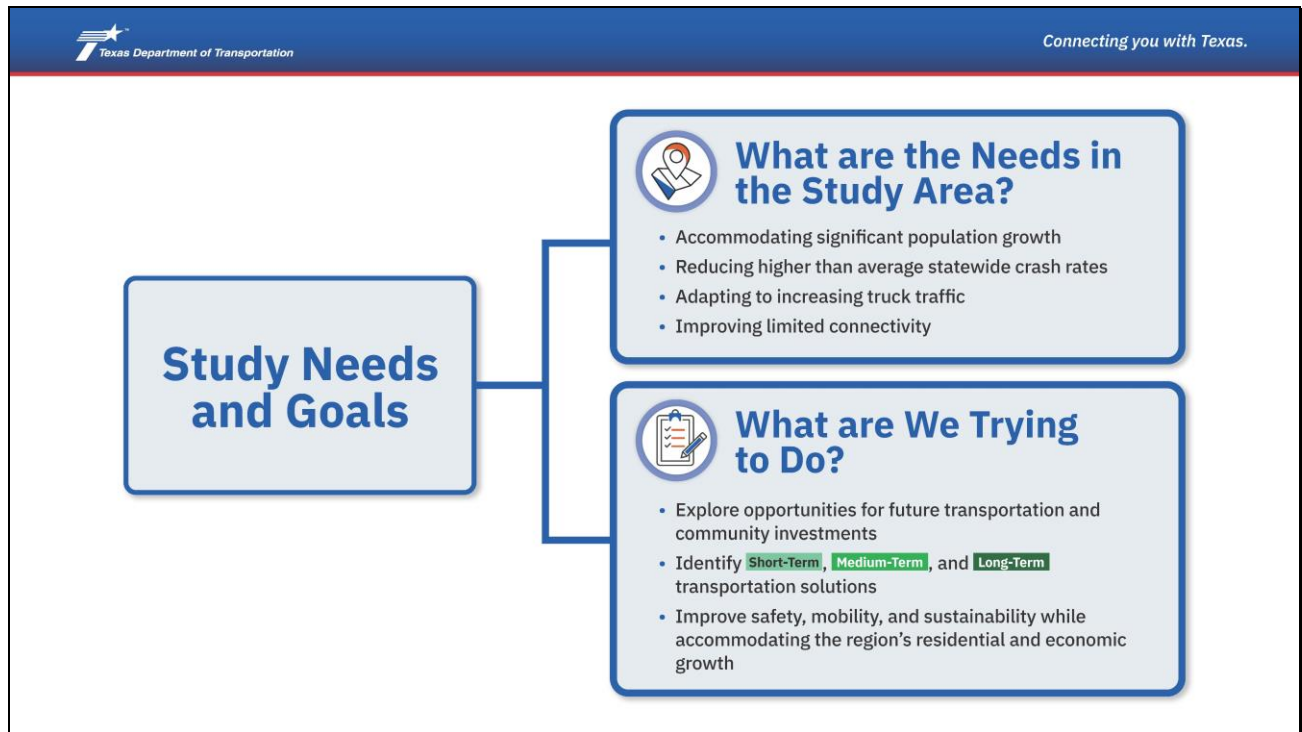 Texas Department of Transportation
Connecting you with Texas.
Study Needs
and Goals
What are the Needs in
the Study Area?
• Accommodating significant population growth
• Reducing higher than average statewide crash rates
• Adapting to increasing truck traffic
• Improving limited connectivity
What are We Trying
to Do?
• Explore opportunities for future transportation and
community investments
• Identify Short-Term, Medium-Term, and Long-Term
transportation solutions
• Improve safety, mobility, and sustainability while
accommodating the region's residential and economic
growth